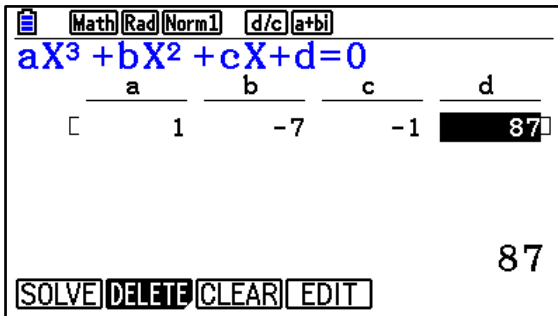 Math Rad Norm1 d/c a+bi
aX³+bX²+cX+d=0
a b c d
1 -7 -1 87
87
SOLVE DELETE CLEAR EDIT